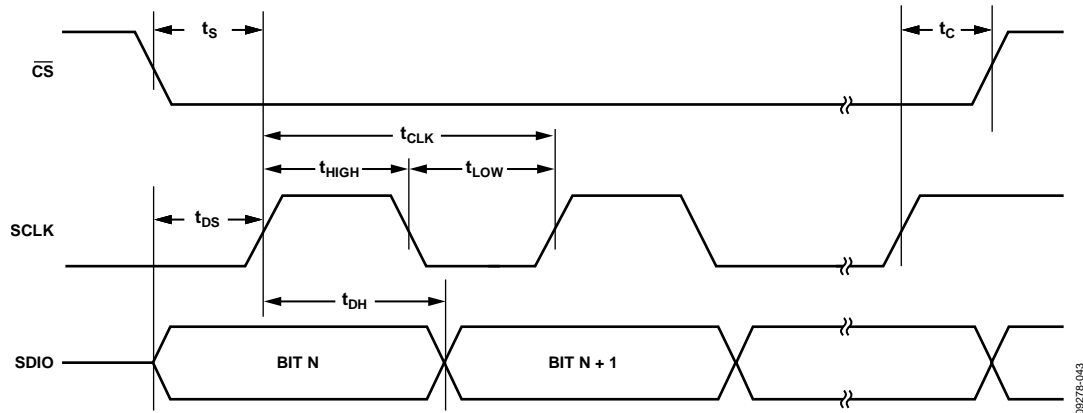 tS
tC
CS
tCLK
tHIGH
tLOW
tDS
SCLK
tDH
SDIO
BIT N
BIT N + 1
09278-043